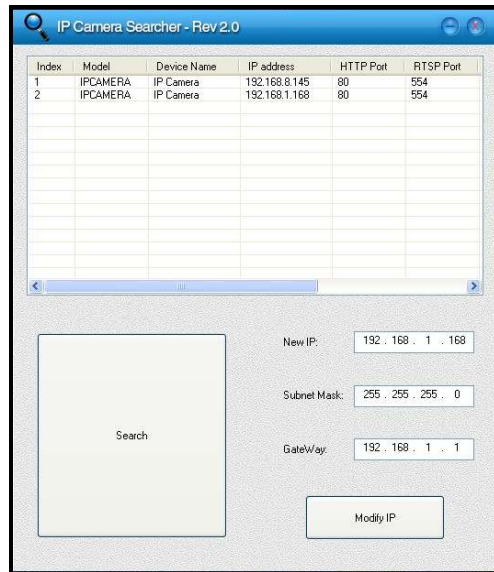 IP Camera Searcher - Rev 2.0
Index Model Device Name IP address HTTP Port RTSP Port
1 IPCAMERA IP Camera 192.168.8.145 80 554
2 IPCAMERA IP Camera 192.168.1.168 80 554
New IP: 192 . 168 . 1 . 168
Subnet Mask: 255 . 255 . 255 . 0
GateWay: 192 . 168 . 1 . 1
Search
Modify IP